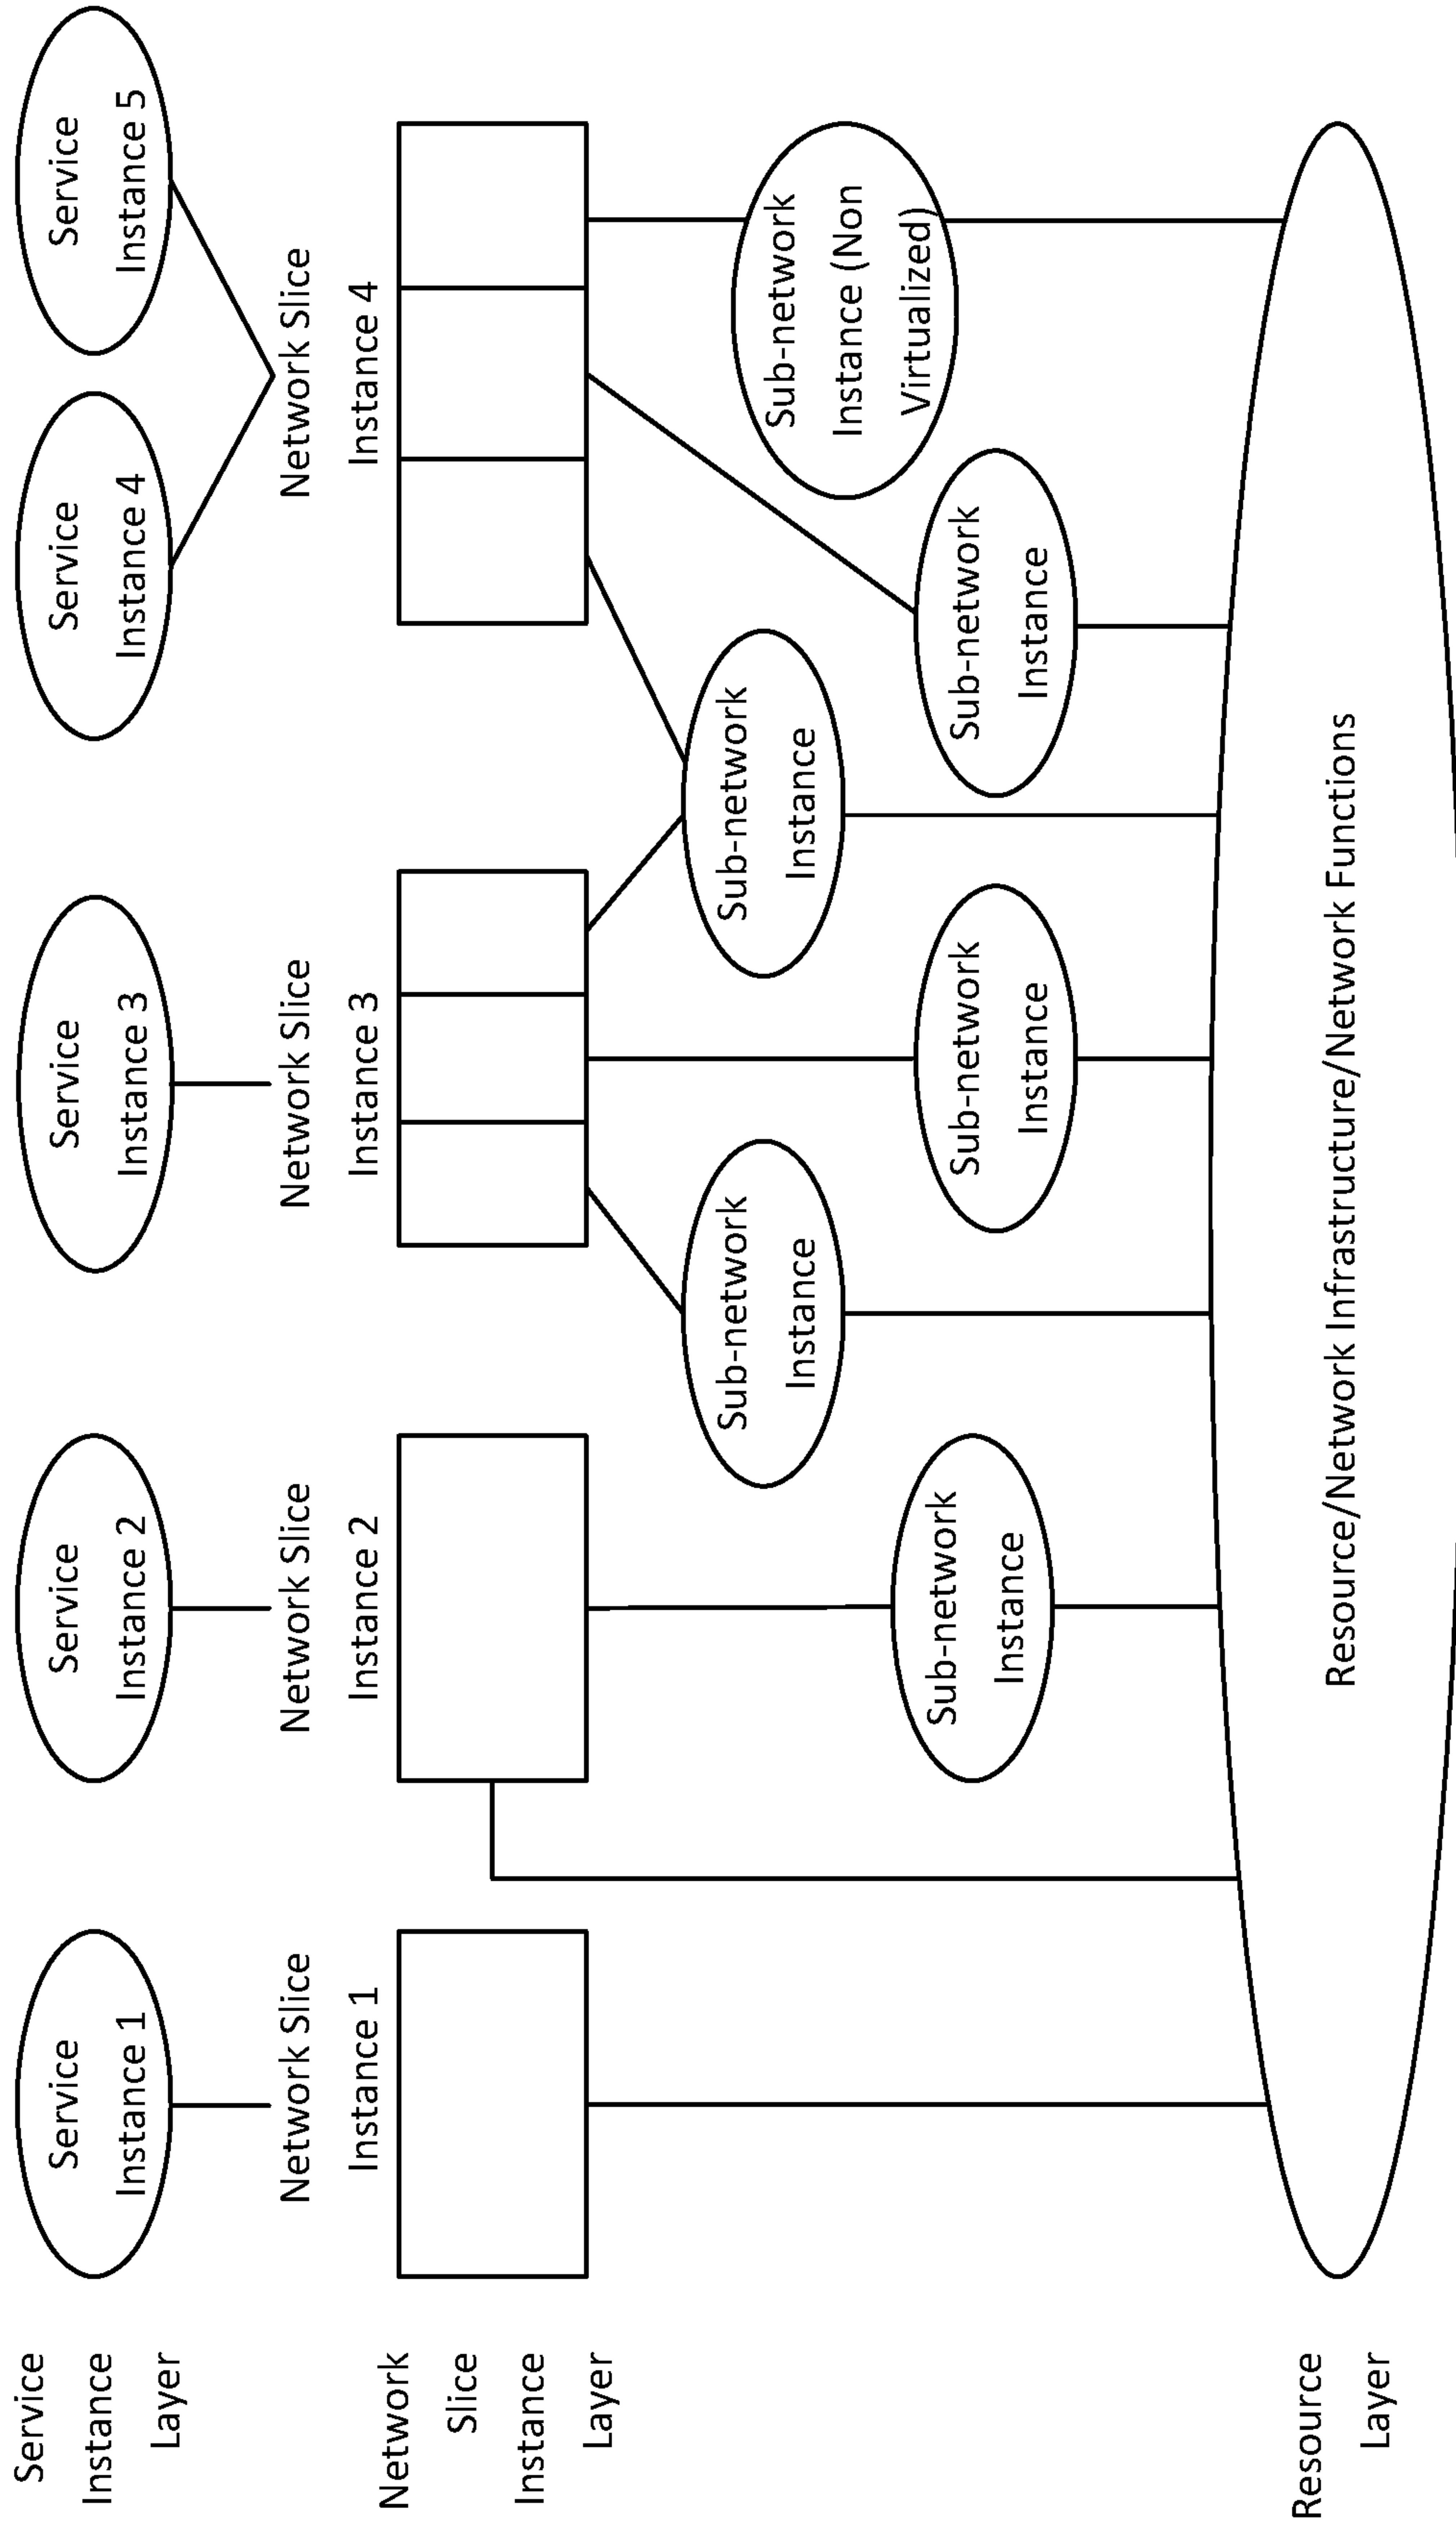 Service
Instance
Layer
Service
Instance 1
Service
Instance 2
Service
Instance 3
Service
Instance 4
Service
Instance 5
Network Slice
Instance 1
Network Slice
Instance 2
Network Slice
Instance 3
Network Slice
Instance 4
Network
Slice
Instance
Layer
Sub-network
Instance
Sub-network
Instance
Sub-network
Instance
Sub-network
Instance
Sub-network
Instance
Sub-network
Instance (Non
Virtualized)
Resource
Layer
Resource/Network Infrastructure/Network Functions